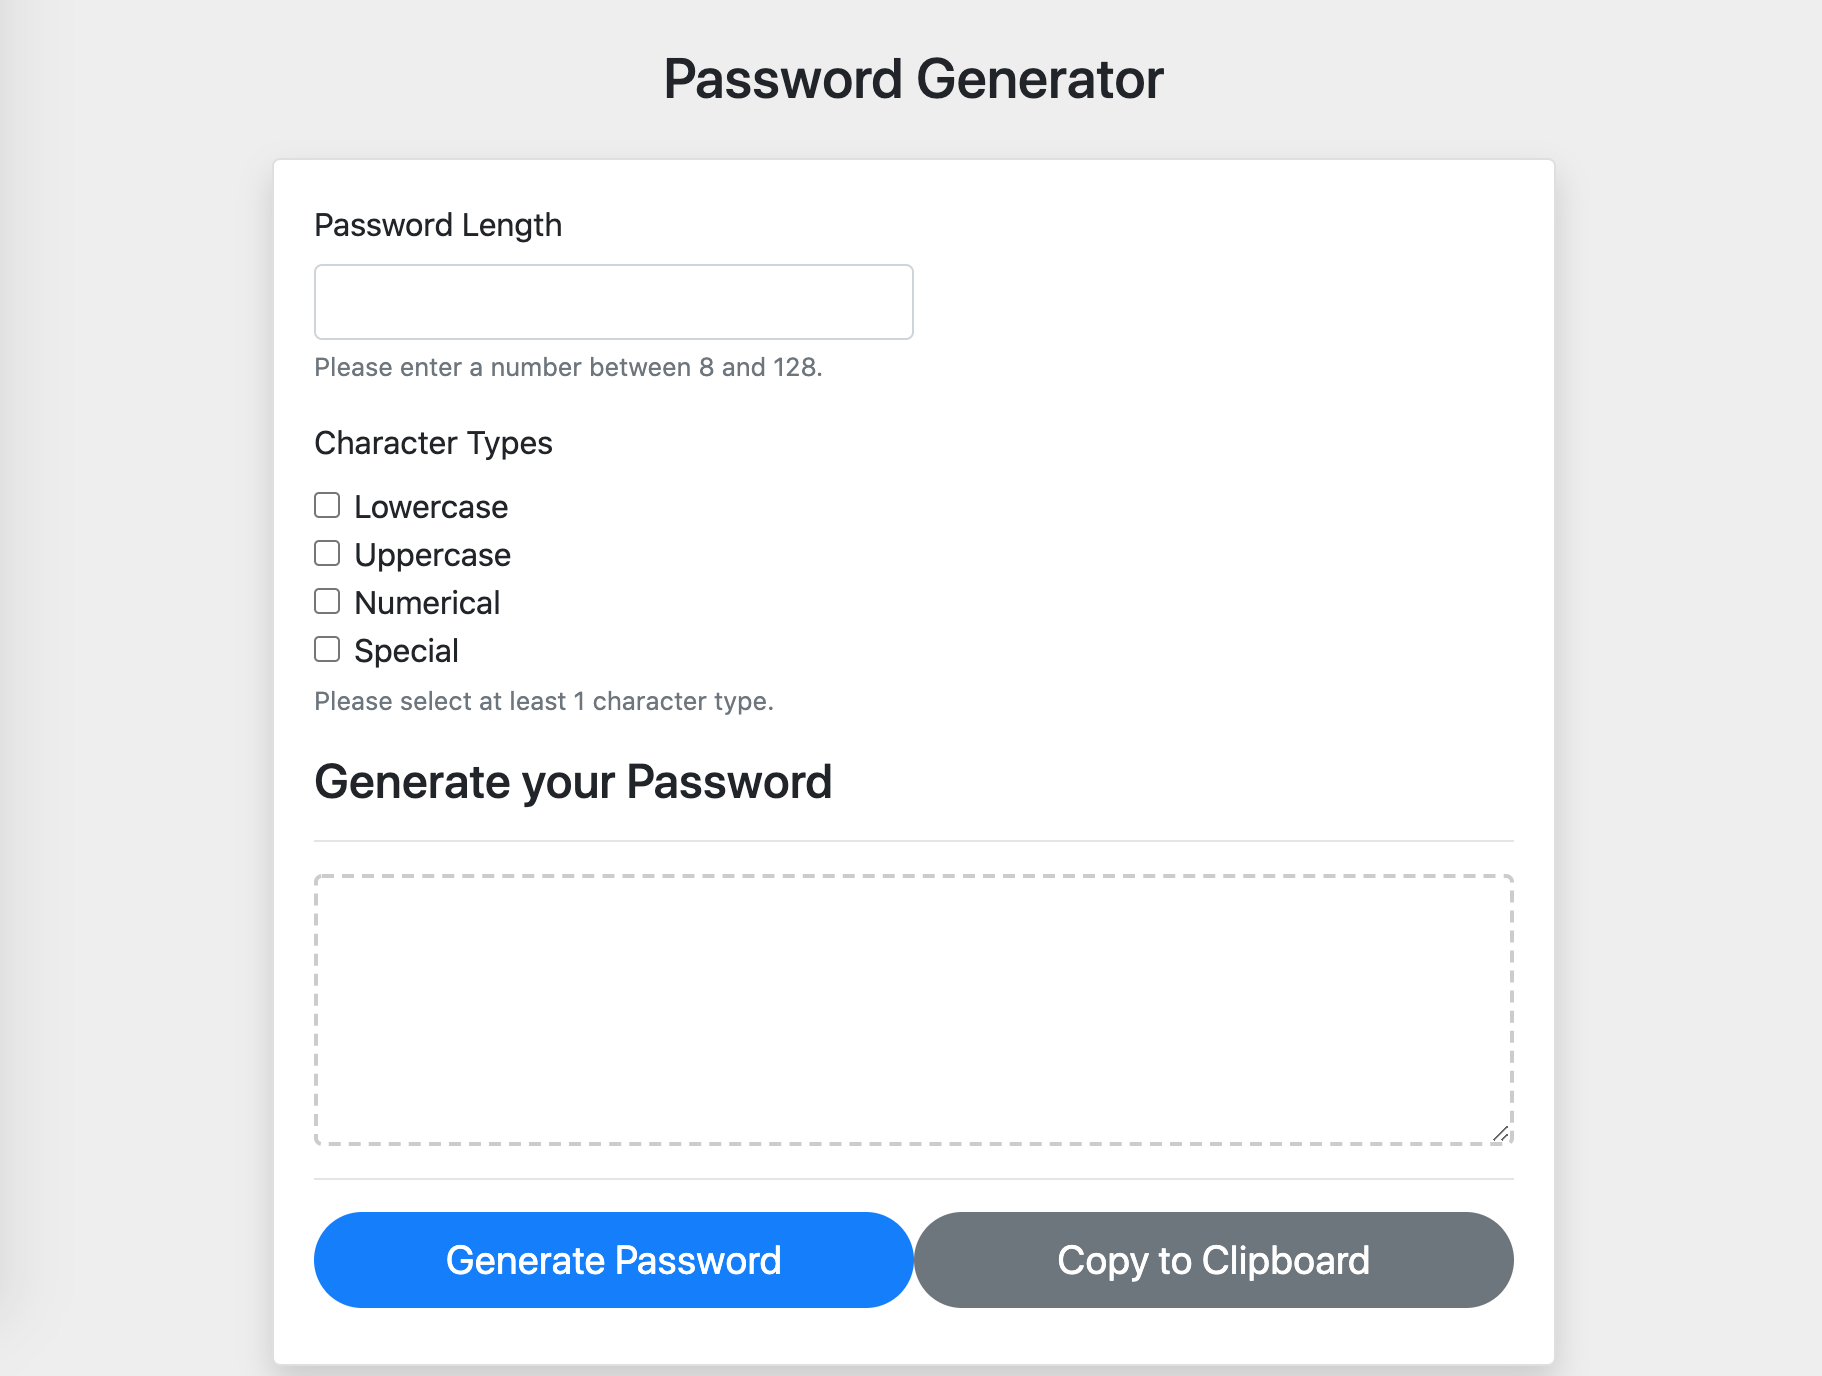 Password Generator
Password Length
Please enter a number between 8 and 128.
Character Types
Lowercase
Uppercase
Numerical
Special
Please select at least 1 character type.
Generate your Password
Generate Password
Copy to Clipboard